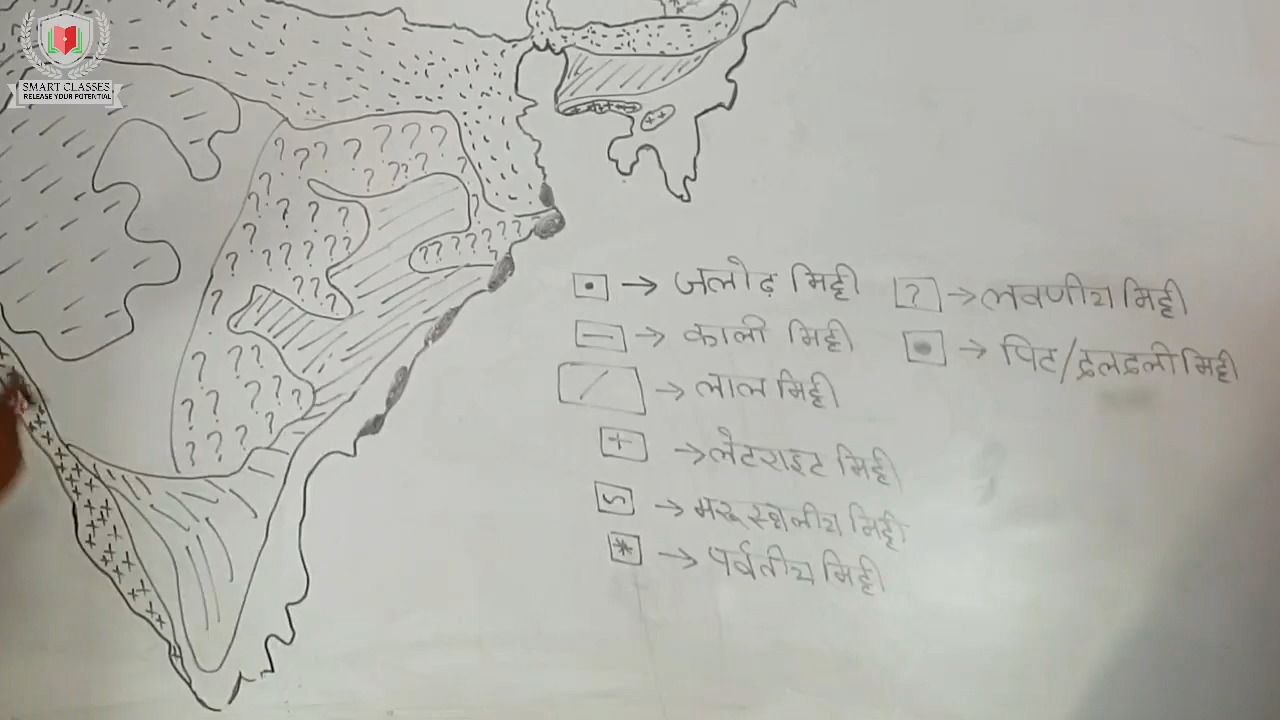 SMART CLASSES
RELEASE YOUR POTENTIAL
→ जलोढ़ मिट्टी
→ काली मिट्टी
→ लाल मिट्टी
→ लेटराइट मिट्टी
→ मरुस्थलीय मिट्टी
→ पर्वतीय मिट्टी
? → लवणीय मिट्टी
→ पिट/दलदली मिट्टी